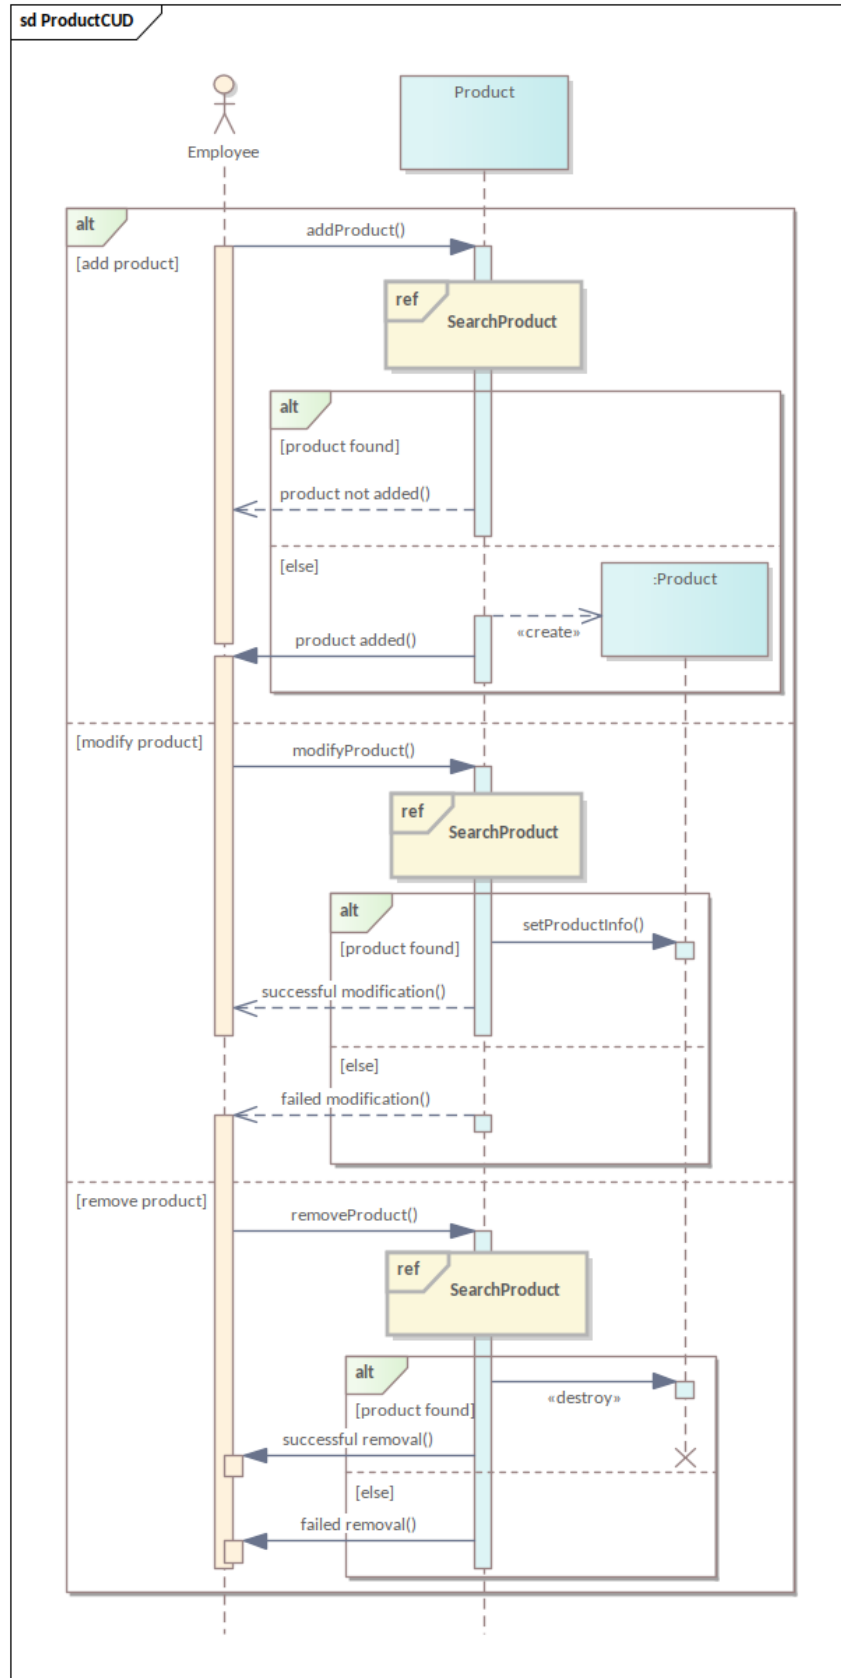 sd ProductCUD
Product
Employee
alt
addProduct()
[add product]
ref
SearchProduct
alt
[product found]
product not added()
[else]
:Product
«create»
product added()
[modify product]
modifyProduct()
ref
SearchProduct
alt
setProductInfo()
[product found]
successful modification()
[else]
failed modification()
[remove product]
removeProduct()
ref
SearchProduct
alt
«destroy»
[product found]
successful removal()
[else]
failed removal()